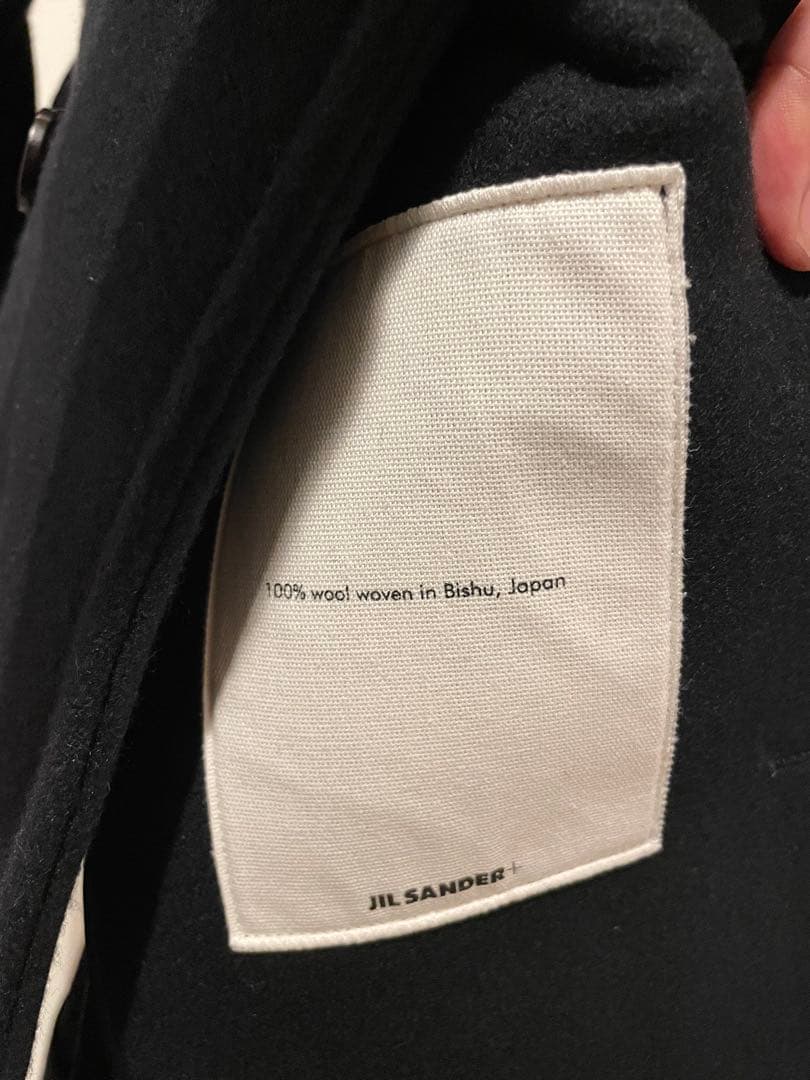 100% wool woven in Bishu, Japan
JIL SANDER+